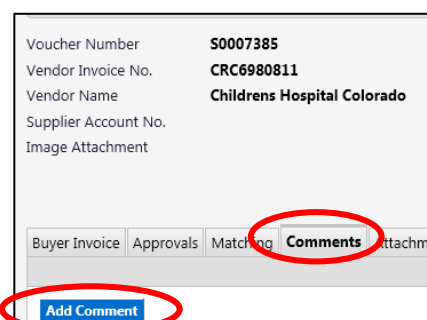 Voucher Number S0007385
Vendor Invoice No. CRC6980811
Vendor Name Childrens Hospital Colorado
Supplier Account No.
Image Attachment
Buyer Invoice Approvals Matching Comments Attachm
Add Comment